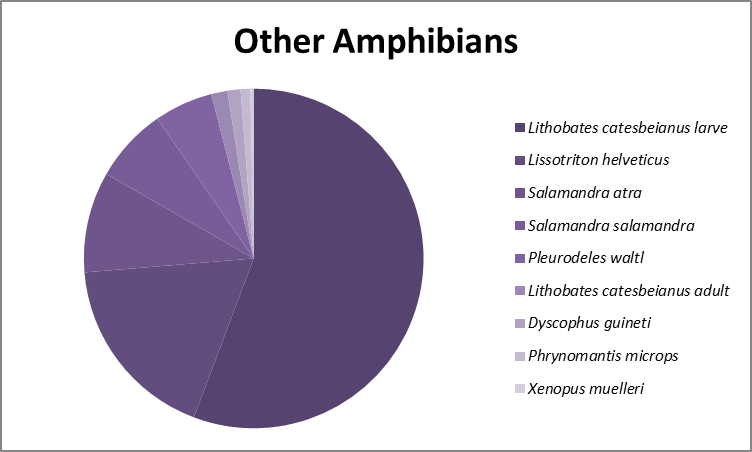 Other Amphibians
Lithobates catesbeianus larve
Lissotriton helveticus
Salamandra atra
Salamandra salamandra
Pleurodeles waltl
Lithobates catesbeianus adult
Dyscophus guineti
Phrynomantis microps
Xenopus muelleri